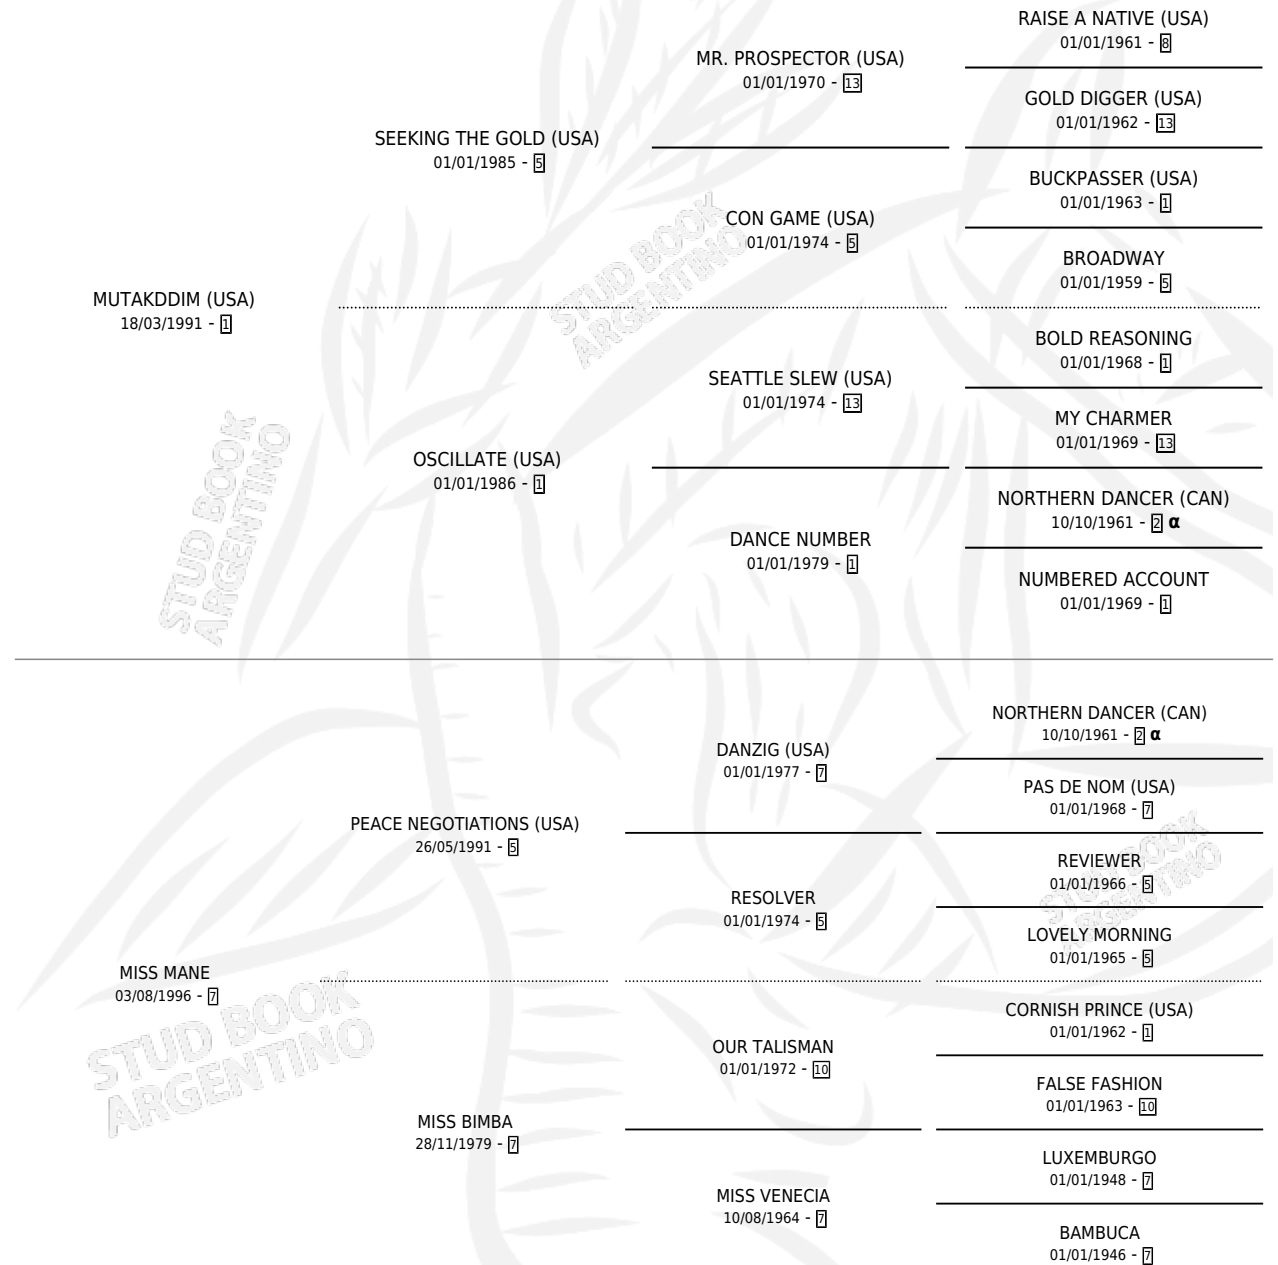 RAISE A NATIVE (USA)
01/01/1961 - 8
MR. PROSPECTOR (USA)
01/01/1970 - 13
GOLD DIGGER (USA)
01/01/1962 - 13
SEEKING THE GOLD (USA)
01/01/1985 - 5
BUCKPASSER (USA)
01/01/1963 - 1
CON GAME (USA)
01/01/1974 - 5
BROADWAY
01/01/1959 - 5
MUTAKDDIM (USA)
18/03/1991 - 1
BOLD REASONING
01/01/1968 - 1
SEATTLE SLEW (USA)
01/01/1974 - 13
MY CHARMER
01/01/1969 - 13
OSCILLATE (USA)
01/01/1986 - 1
NORTHERN DANCER (CAN)
10/10/1961 - 2 α
DANCE NUMBER
01/01/1979 - 1
NUMBERED ACCOUNT
01/01/1969 - 1
NORTHERN DANCER (CAN)
10/10/1961 - 2 α
DANZIG (USA)
01/01/1977 - 7
PAS DE NOM (USA)
01/01/1968 - 7
PEACE NEGOTIATIONS (USA)
26/05/1991 - 5
REVIEWER
01/01/1966 - 5
RESOLVER
01/01/1974 - 5
LOVELY MORNING
01/01/1965 - 5
MISS MANE
03/08/1996 - 7
CORNISH PRINCE (USA)
01/01/1962 - 1
OUR TALISMAN
01/01/1972 - 10
FALSE FASHION
01/01/1963 - 10
MISS BIMBA
28/11/1979 - 7
LUXEMBURGO
01/01/1948 - 7
MISS VENECIA
10/08/1964 - 7
BAMBUCA
01/01/1946 - 7
STUD BOOK
ARGENTINO
STUD BOOK
ARGENTINO
STUD BOOK
ARGENTINO
STUD BOOK
ARGENTINO